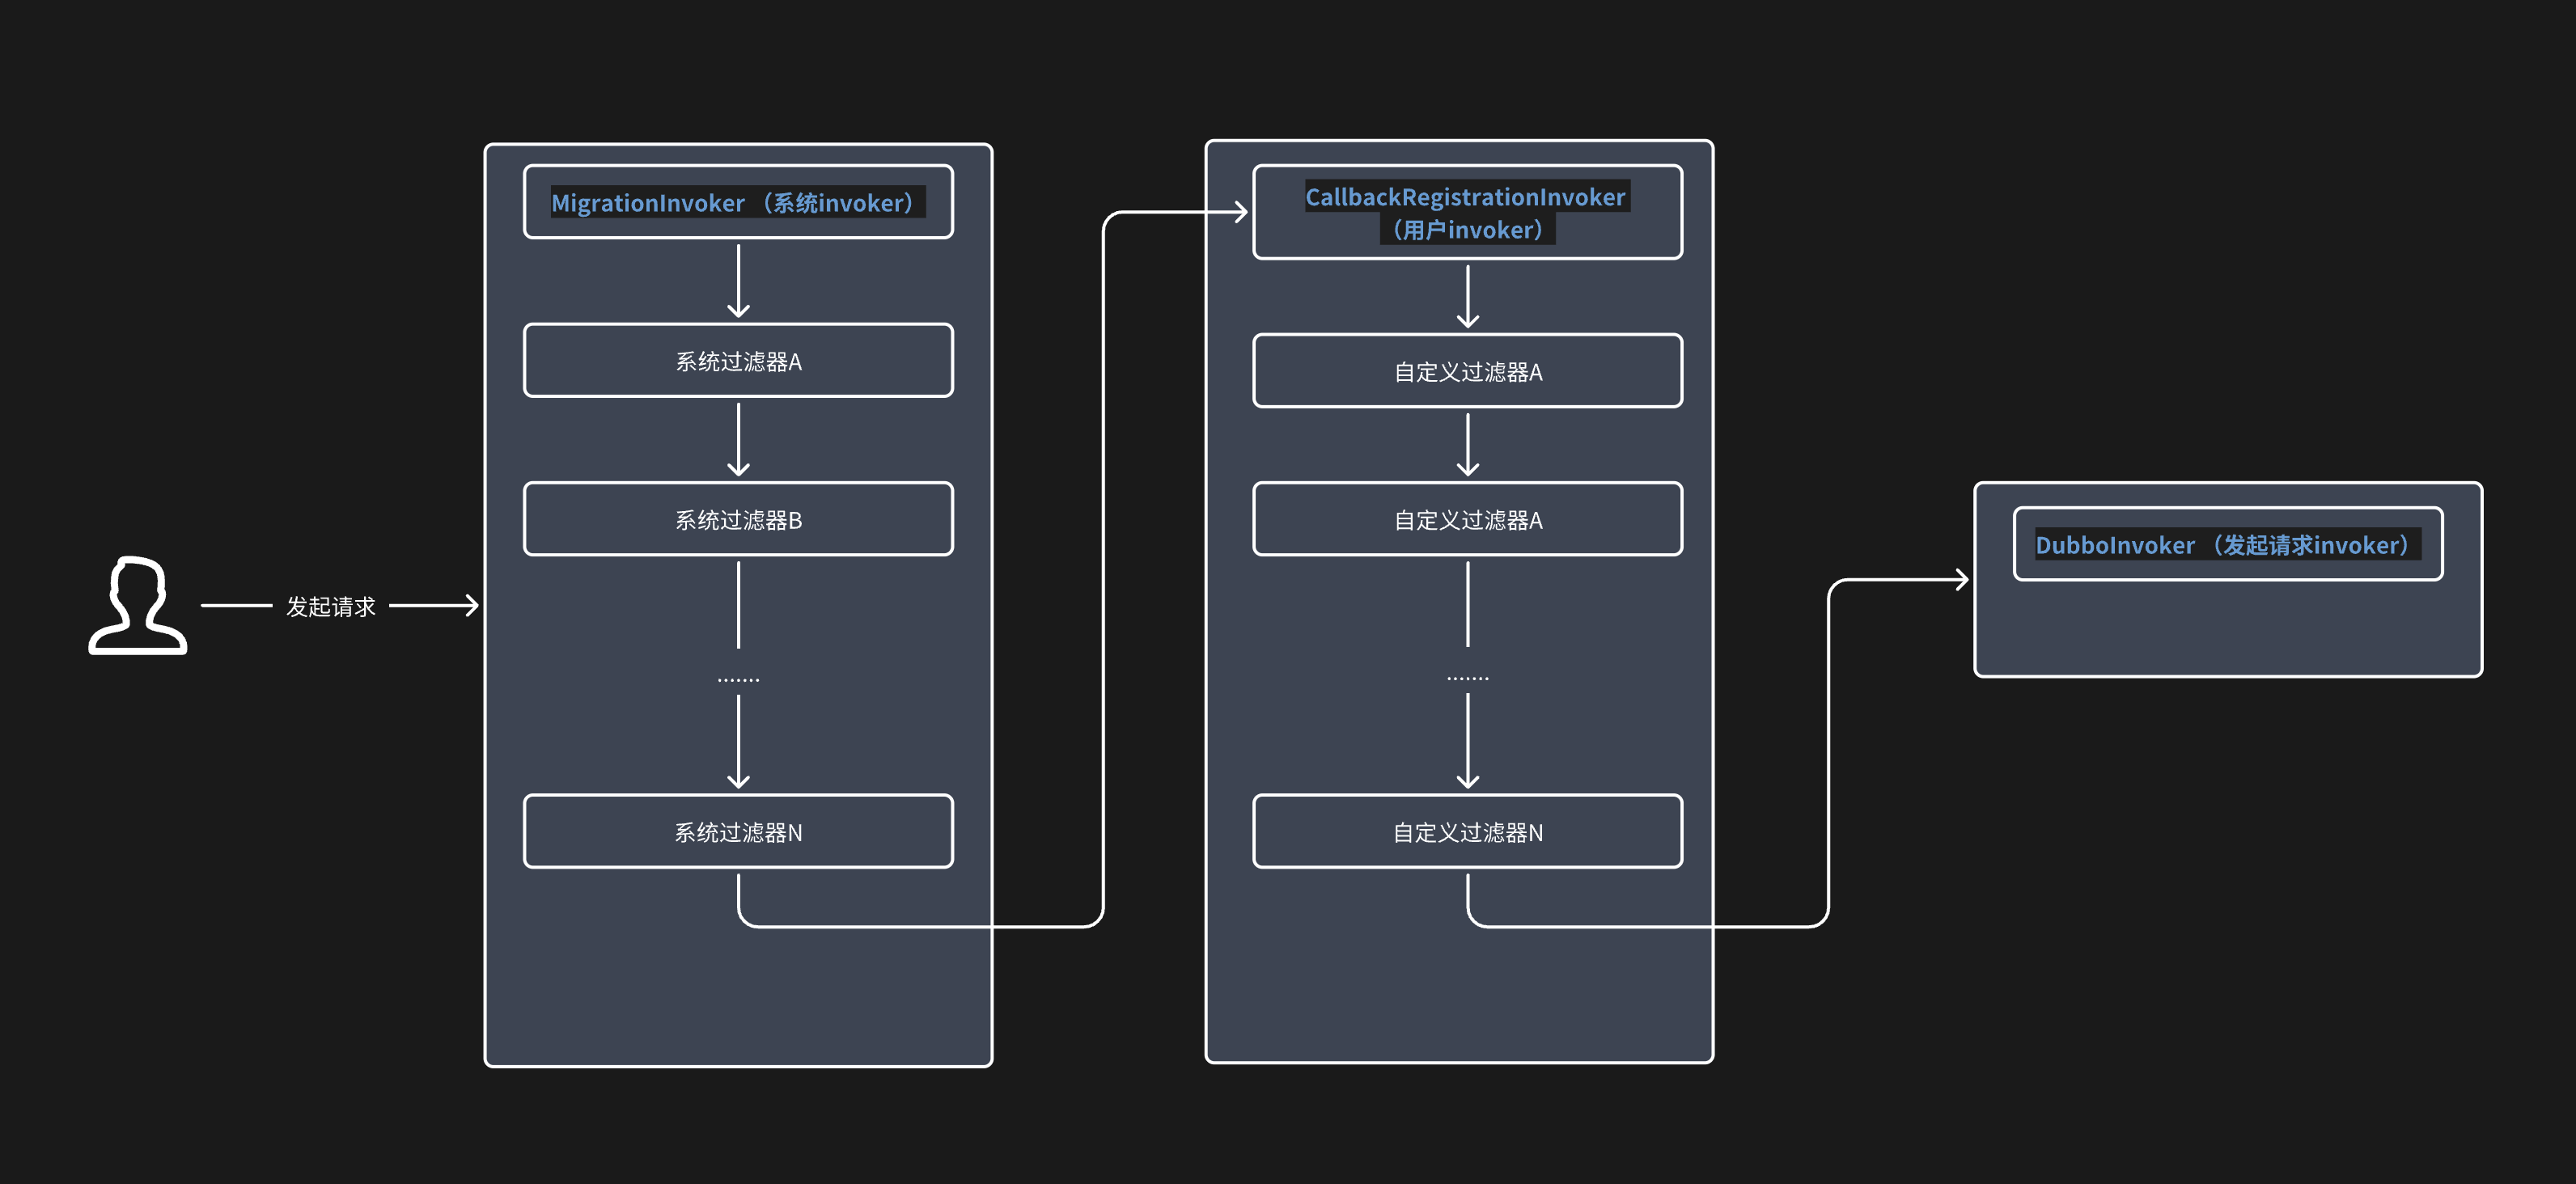 发起请求
MigrationInvoker （系统invoker）
系统过滤器A
系统过滤器B
.......
系统过滤器N
CallbackRegistrationInvoker
（用户invoker）
自定义过滤器A
自定义过滤器A
.......
自定义过滤器N
DubboInvoker （发起请求invoker）